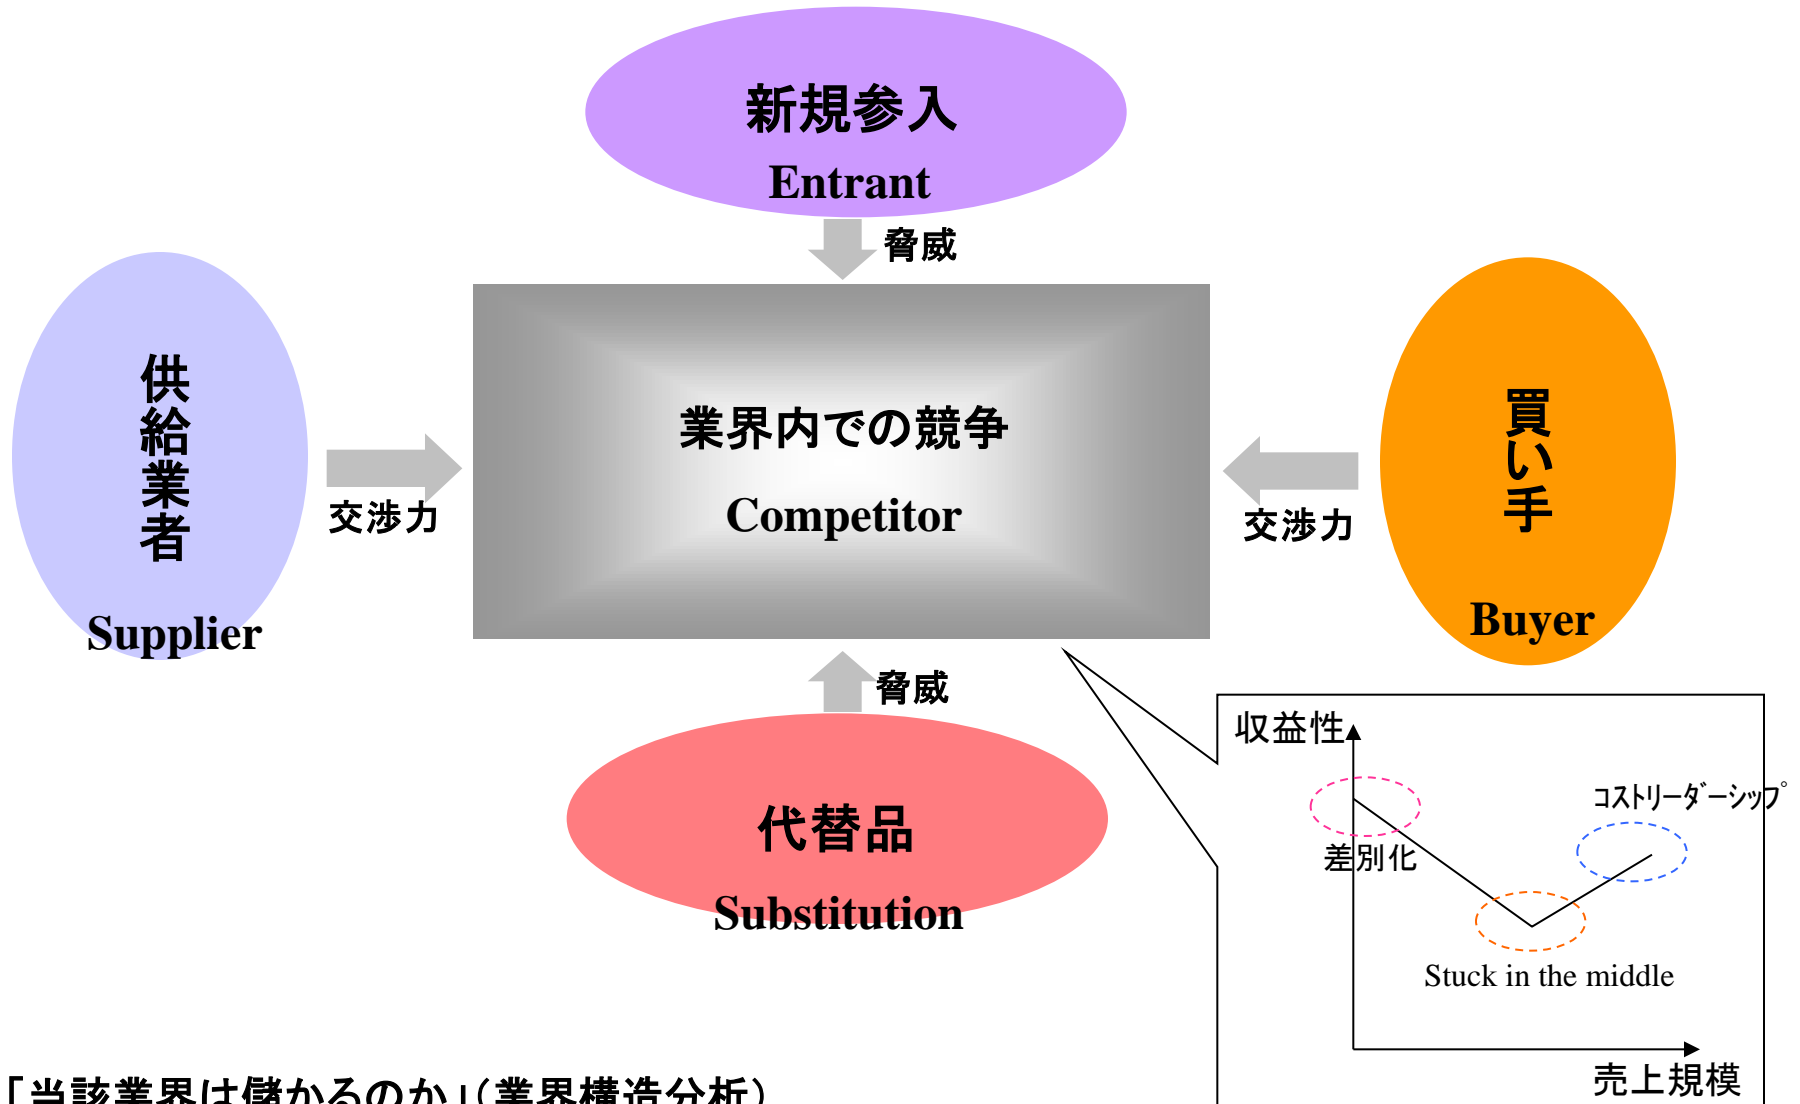 新規参入
Entrant
脅威
供給業者
Supplier
交渉力
業界内での競争
Competitor
交渉力
買い手
Buyer
脅威
代替品
Substitution
収益性
コストリーダーシップ
差別化
Stuck in the middle
売上規模
「当該業界は儲かるのか」(業界構造分析)